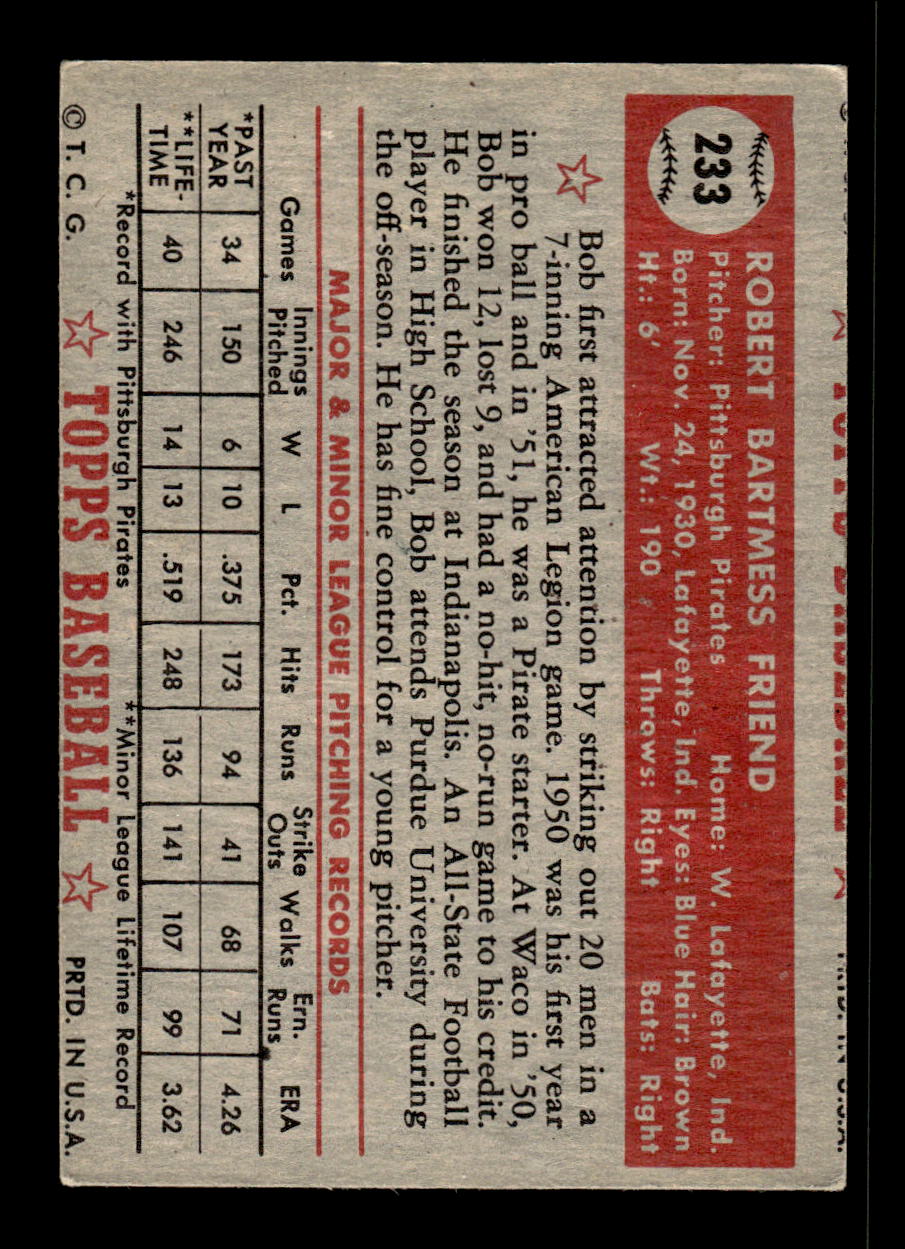 233
ROBERT BARTMESS FRIEND
Pitcher: Pittsburgh Pirates Home: W. Lafayette, Ind.
Born: Nov. 24, 1930, Lafayette, Ind. Eyes: Blue Hair: Brown
Ht.: 6' Wt.: 190 Throws: Right Bats: Right
Bob first attracted attention by striking out 20 men in a
7-inning American Legion game. 1950 was his first year
in pro ball and in '51, he was a Pirate starter. At Waco in '50,
Bob won 12, lost 9, and had a no-hit, no-run game to his credit.
He finished the season at Indianapolis. An All-State Football
player in High School, Bob attends Purdue University during
the off-season. He has fine control for a young pitcher.
MAJOR & MINOR LEAGUE PITCHING RECORDS
Games Innings Pitched W L Pct. Hits Runs Strike Outs Walks Ern. Runs ERA
*PAST YEAR 34 150 6 10 .375 173 94 41 68 71 4.26
**LIFE-TIME 40 246 14 13 .519 248 136 141 107 99 3.62
*Record with Pittsburgh Pirates **Minor League Lifetime Record
© T. C. G. TOPPS BASEBALL PRTD. IN U.S.A.